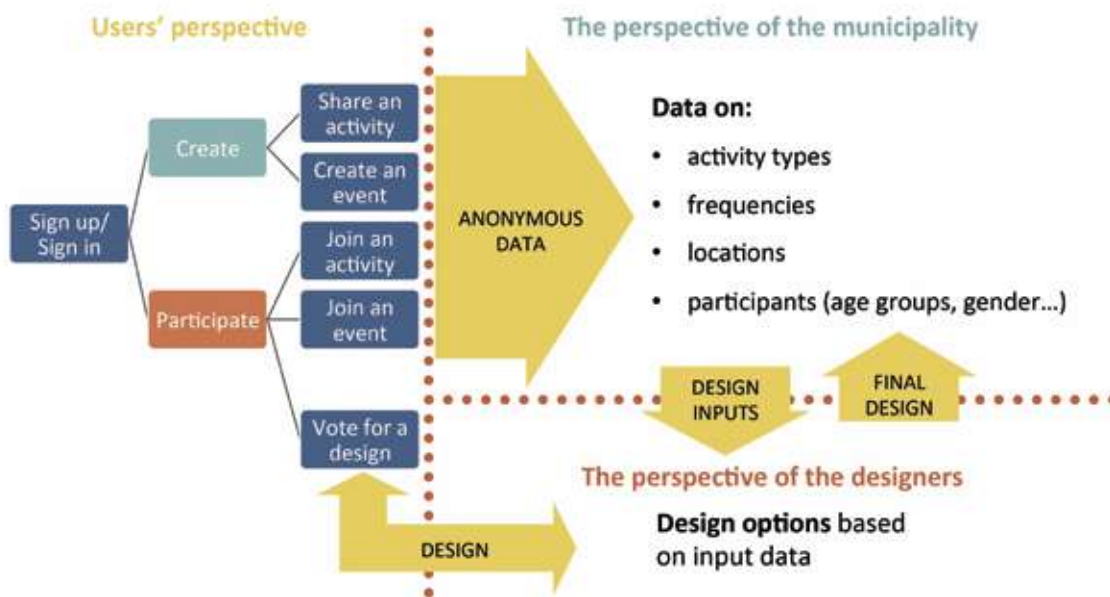 Users' perspective
The perspective of the municipality
Sign up/
Sign in
Create
Participate
Share an
activity
Create an
event
Join an
activity
Join an
event
Vote for a
design
ANONYMOUS
DATA
Data on:
• activity types
• frequencies
• locations
• participants (age groups, gender...)
DESIGN
INPUTS
FINAL
DESIGN
The perspective of the designers
Design options based
on input data
DESIGN